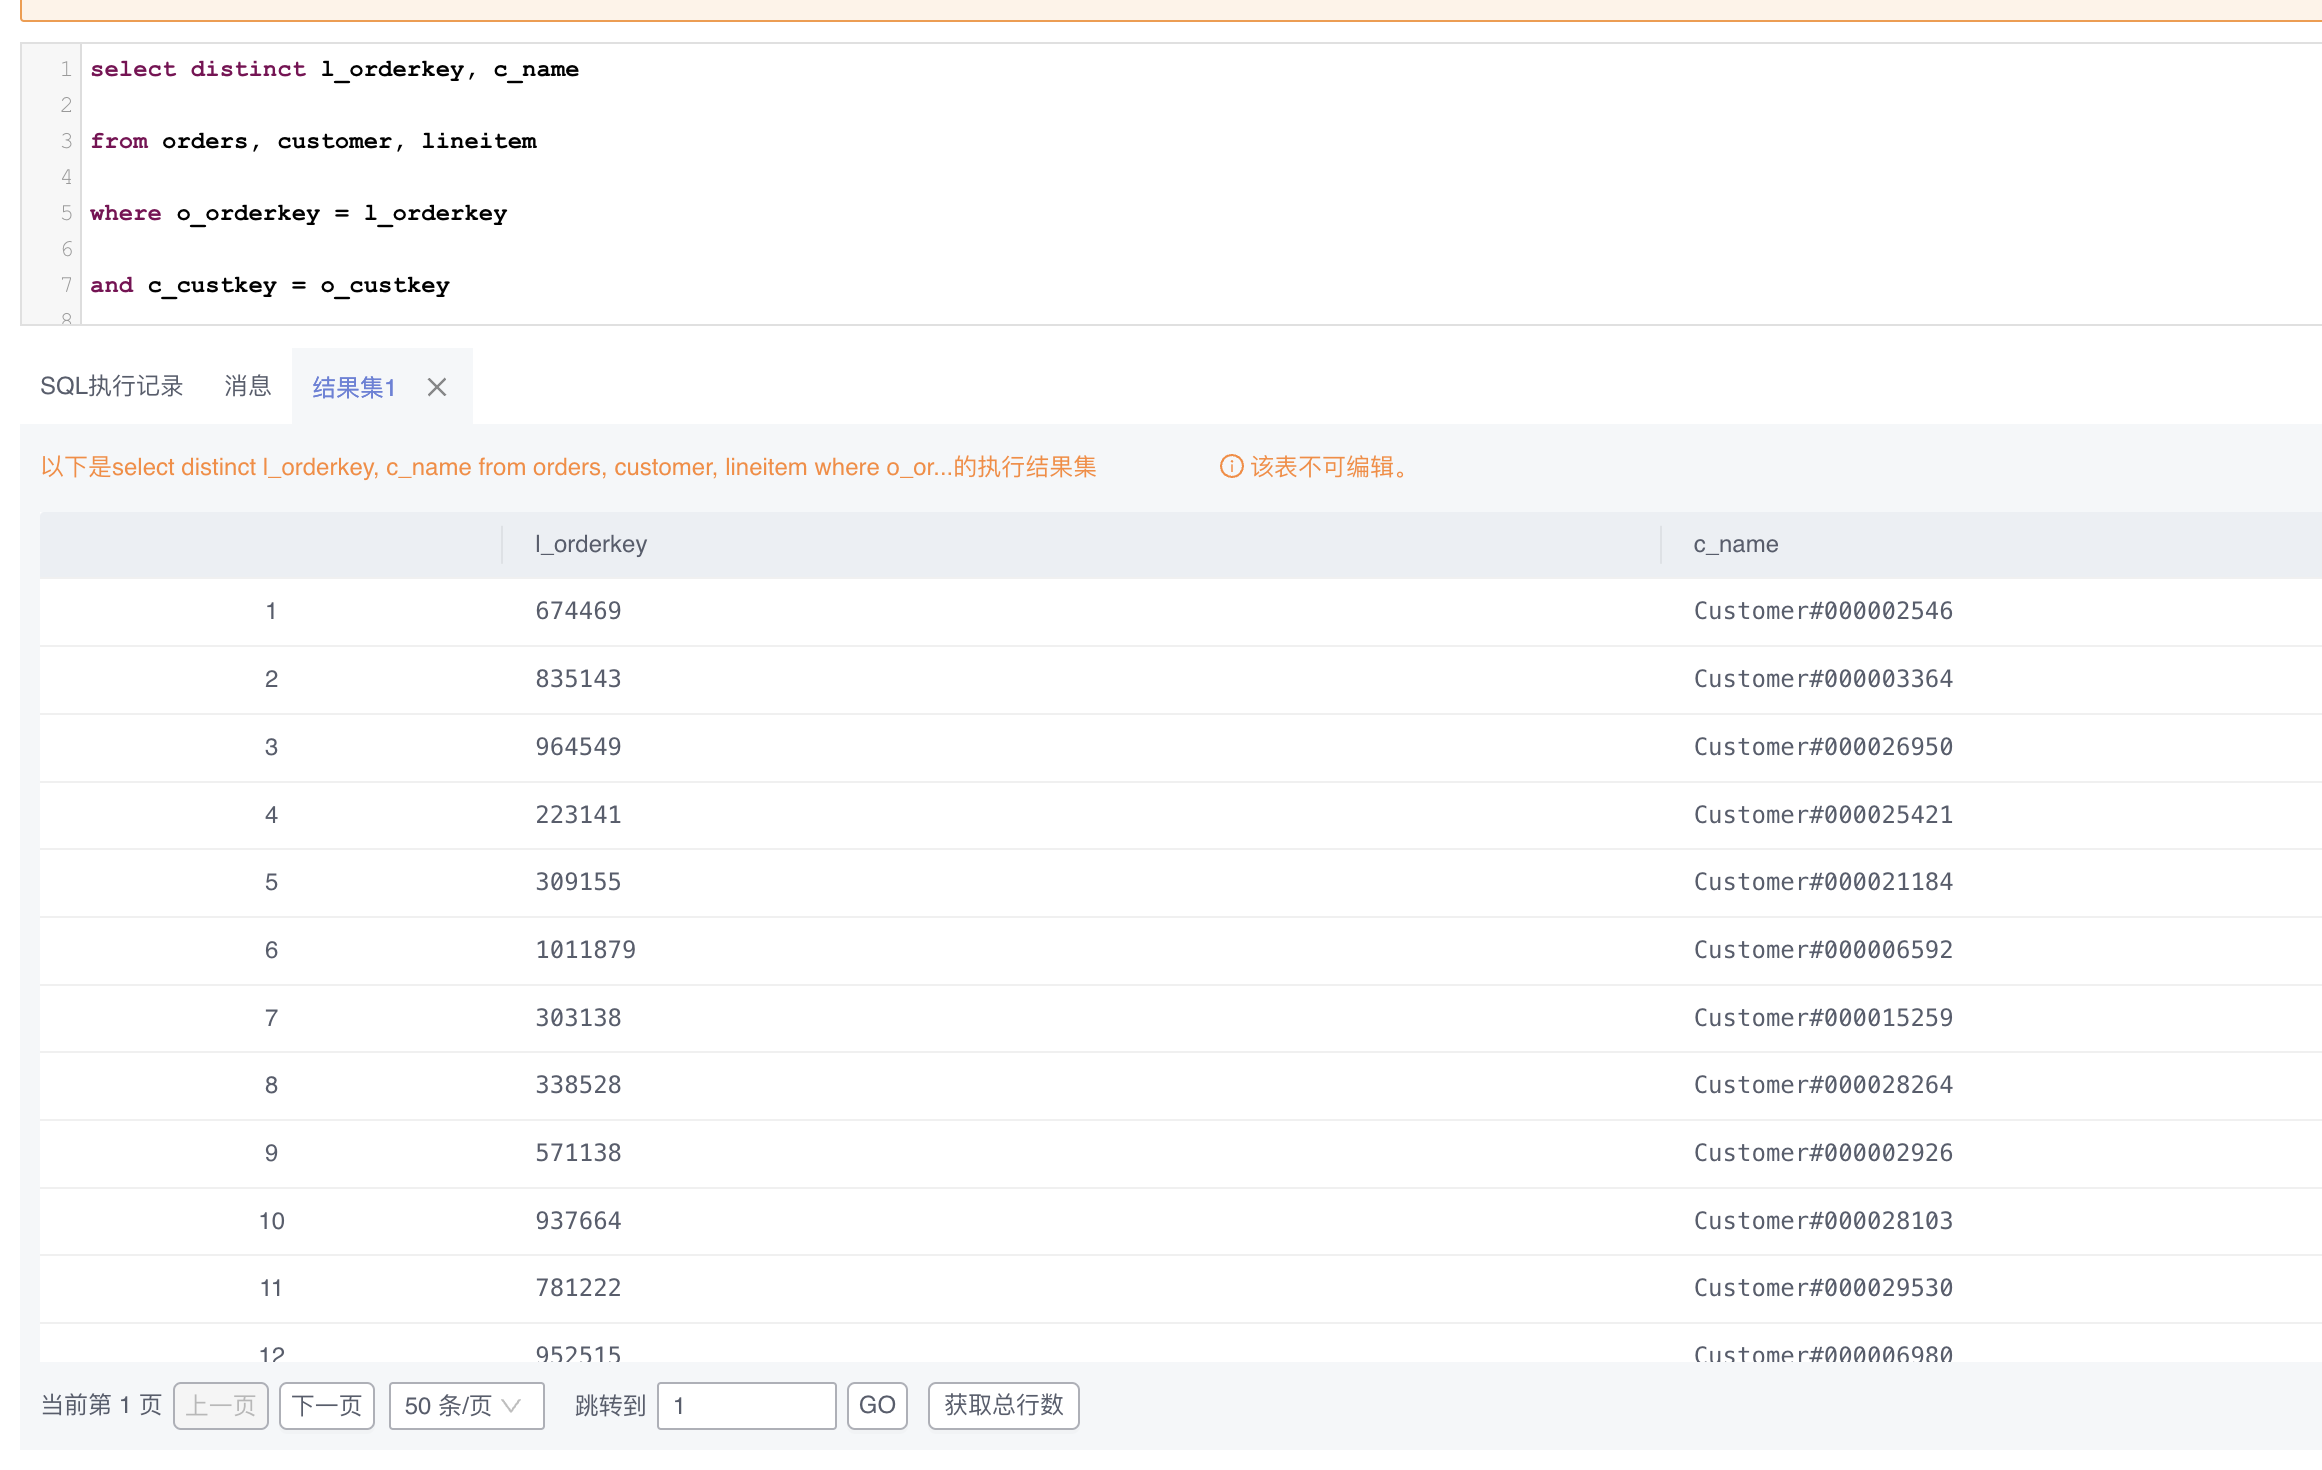 1 select distinct l_orderkey, c_name
2
3 from orders, customer, lineitem
4
5 where o_orderkey = l_orderkey
6
7 and c_custkey = o_custkey
8
SQL执行记录 消息 结果集1
以下是select distinct l_orderkey, c_name from orders, customer, lineitem where o_or...的执行结果集 该表不可编辑。
l_orderkey c_name
1 674469 Customer#000002546
2 835143 Customer#000003364
3 964549 Customer#000026950
4 223141 Customer#000025421
5 309155 Customer#000021184
6 1011879 Customer#000006592
7 303138 Customer#000015259
8 338528 Customer#000028264
9 571138 Customer#000002926
10 937664 Customer#000028103
11 781222 Customer#000029530
12 952515 Customer#000006980
当前第 1 页 上一页 下一页 50 条/页 跳转到 1 GO 获取总行数